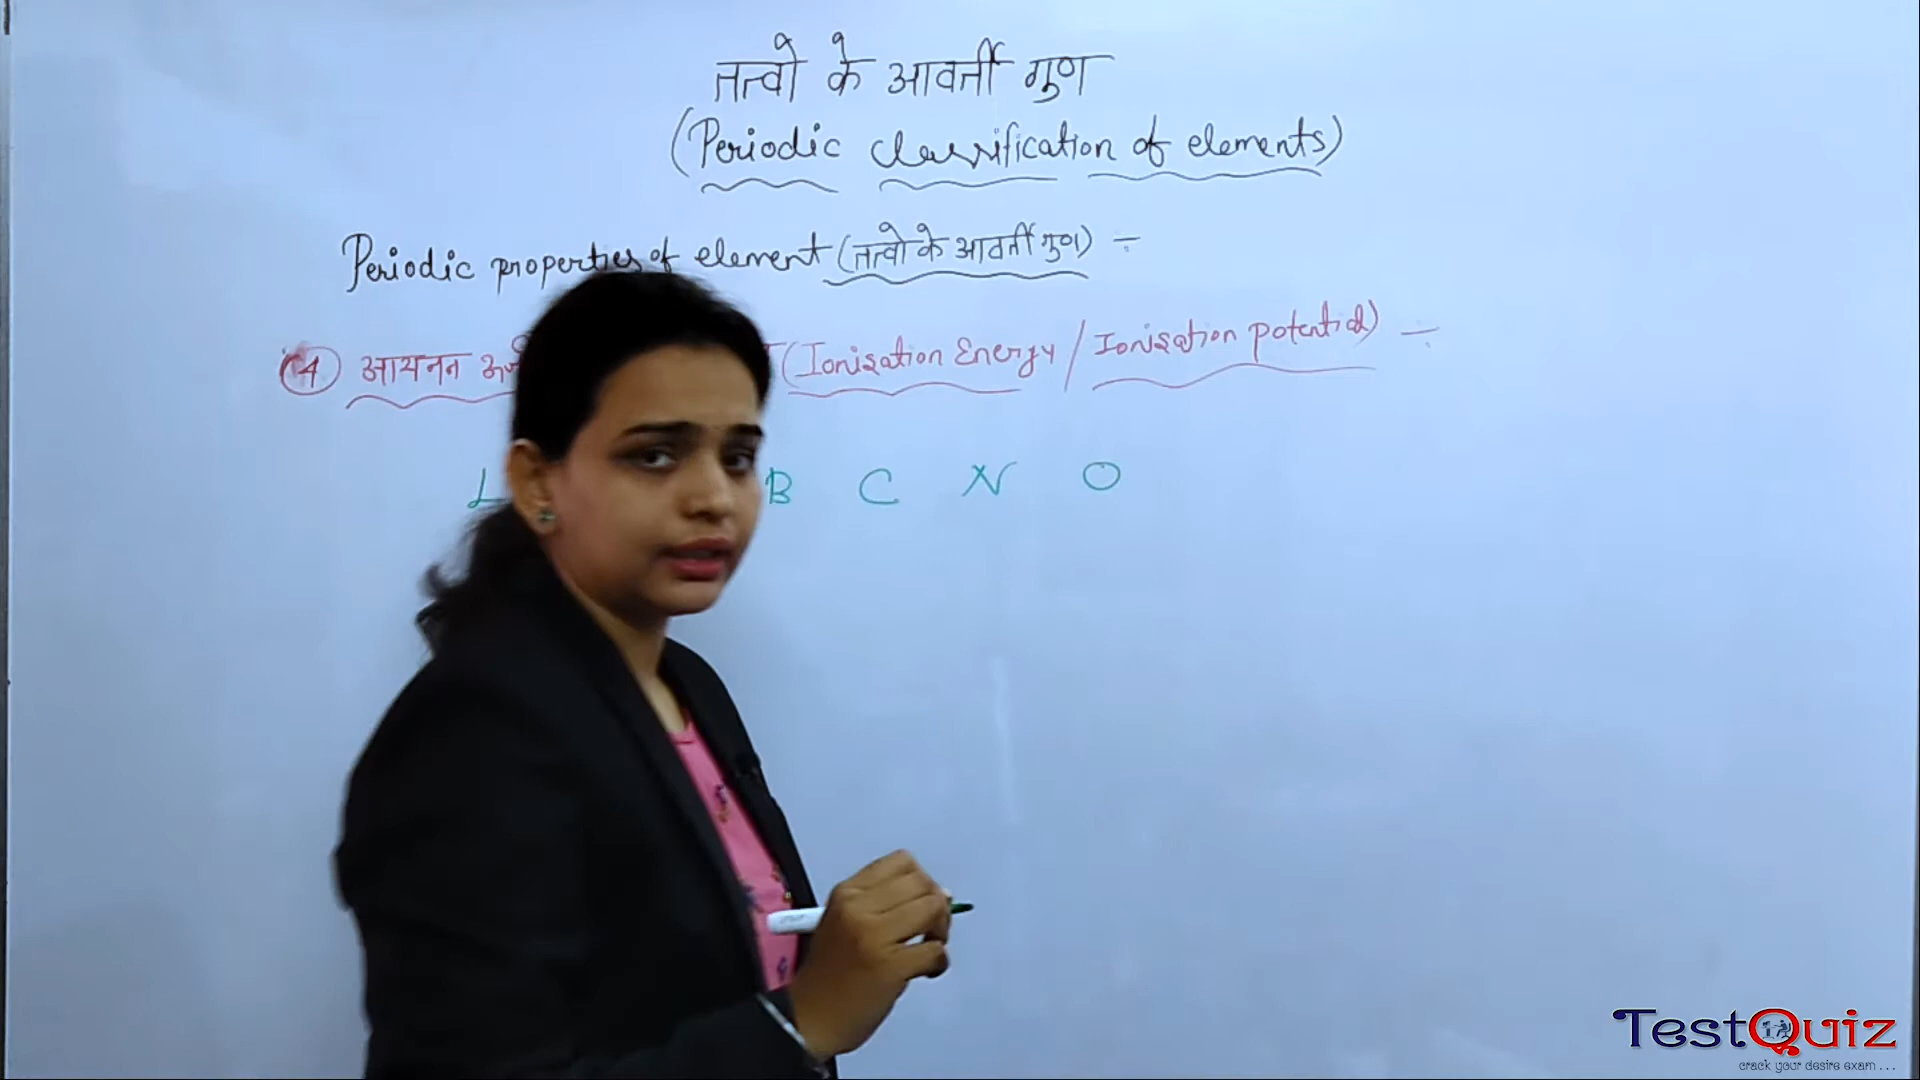 तत्वो के आवर्ती गुण
(Periodic classification of elements)
Periodic properties of element (तत्वो के आवर्ती गुण) ÷
(4) आयनन (Ionisation Energy / Ionisation potential) ÷
B C N O
TestQuiz
crack your desire exam ...